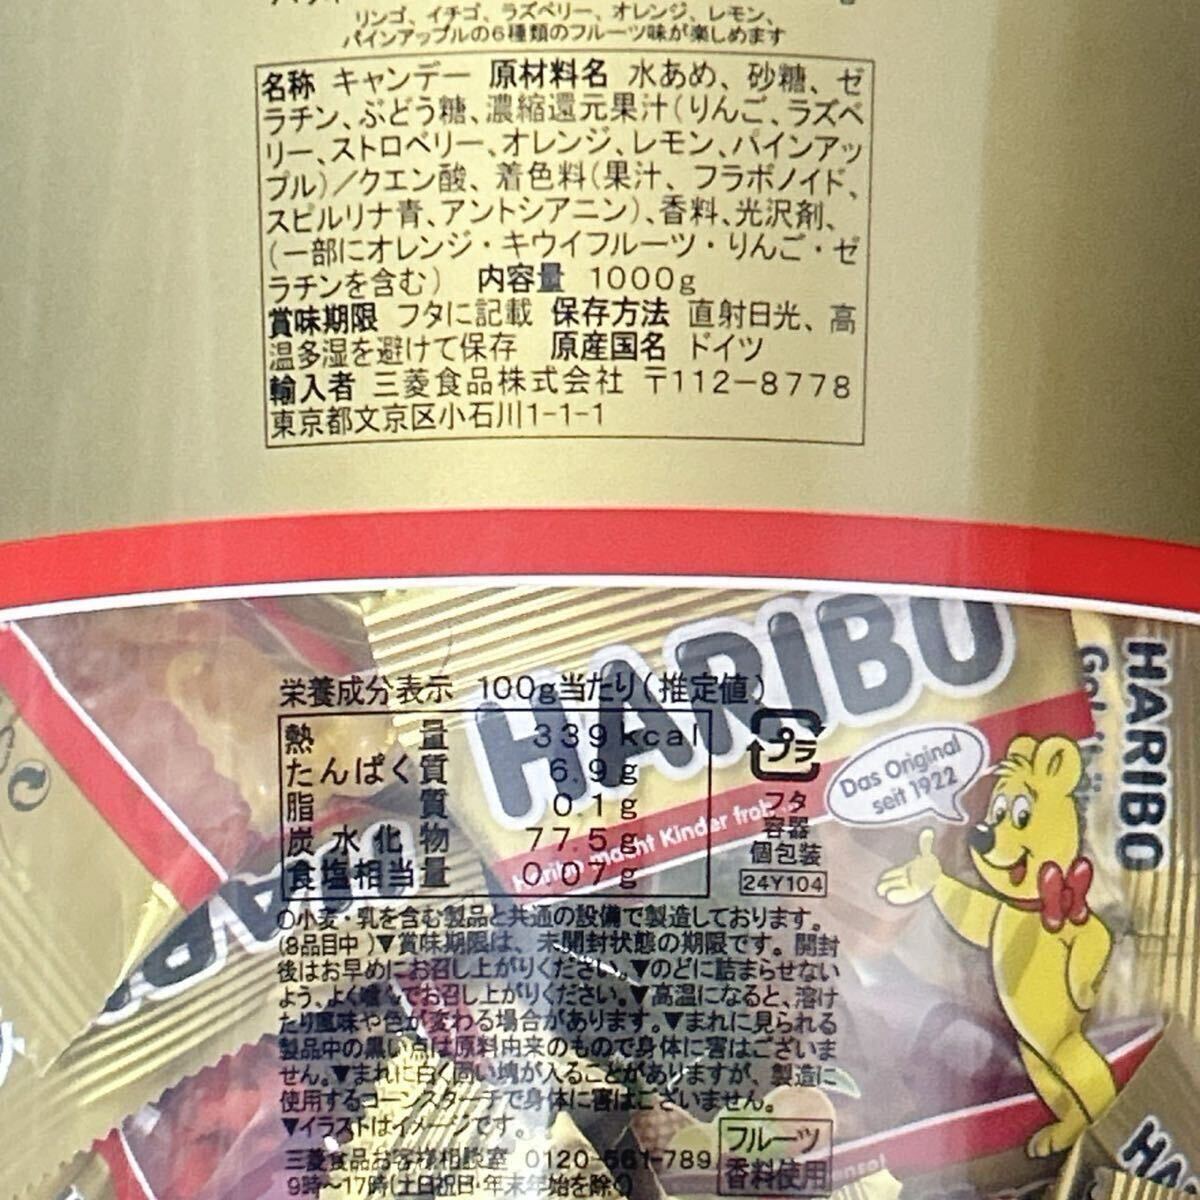 リンゴ、イチゴ、ラズベリー、オレンジ、レモン、
パインアップルの6種類のフルーツ味が楽しめます
名称 キャンデー 原材料名 水あめ、砂糖、ゼ
ラチン、ぶどう糖、濃縮還元果汁(りんご、ラズベ
リー、ストロベリー、オレンジ、レモン、パインアッ
プル)/クエン酸、着色料(果汁、フラボノイド、
スピルリナ青、アントシアニン)、香料、光沢剤、
(一部にオレンジ・キウイフルーツ・りんご・ゼ
ラチンを含む) 内容量 1000g
賞味期限 フタに記載 保存方法 直射日光、高
温多湿を避けて保存 原産国名 ドイツ
輸入者 三菱食品株式会社 〒112-8778
東京都文京区小石川1-1-1
HARIBO
HARIBO
栄養成分表示 100g当たり(推定値)
熱量 339kcal
たんぱく質 6.9g
脂質 0.1g
炭水化物 77.5g
食塩相当量 0.07g
プラ
フタ
容器
個包装
24Y104
Das Original
seit 1922
Haribo macht Kinder froh
○小麦・乳を含む製品と共通の設備で製造しております。
(8品目中)▼賞味期限は、未開封状態の期限です。開封
後はお早めにお召し上がりください。▼のどに詰まらせない
よう、よく噛んでお召し上がりください。▼高温になると、溶け
たり風味や色が変わる場合があります。▼まれに見られる
製品中の黒い点は原料由来のもので身体に害はございま
せん。▼まれに白く固い塊が入ることがありますが、製造に
使用するコーンスターチで身体に害はございません。
▼イラストはイメージです。
三菱食品お客様相談室 0120-561-789
9時~17時(土日祝日・年末年始を除く)
フルーツ
香料使用